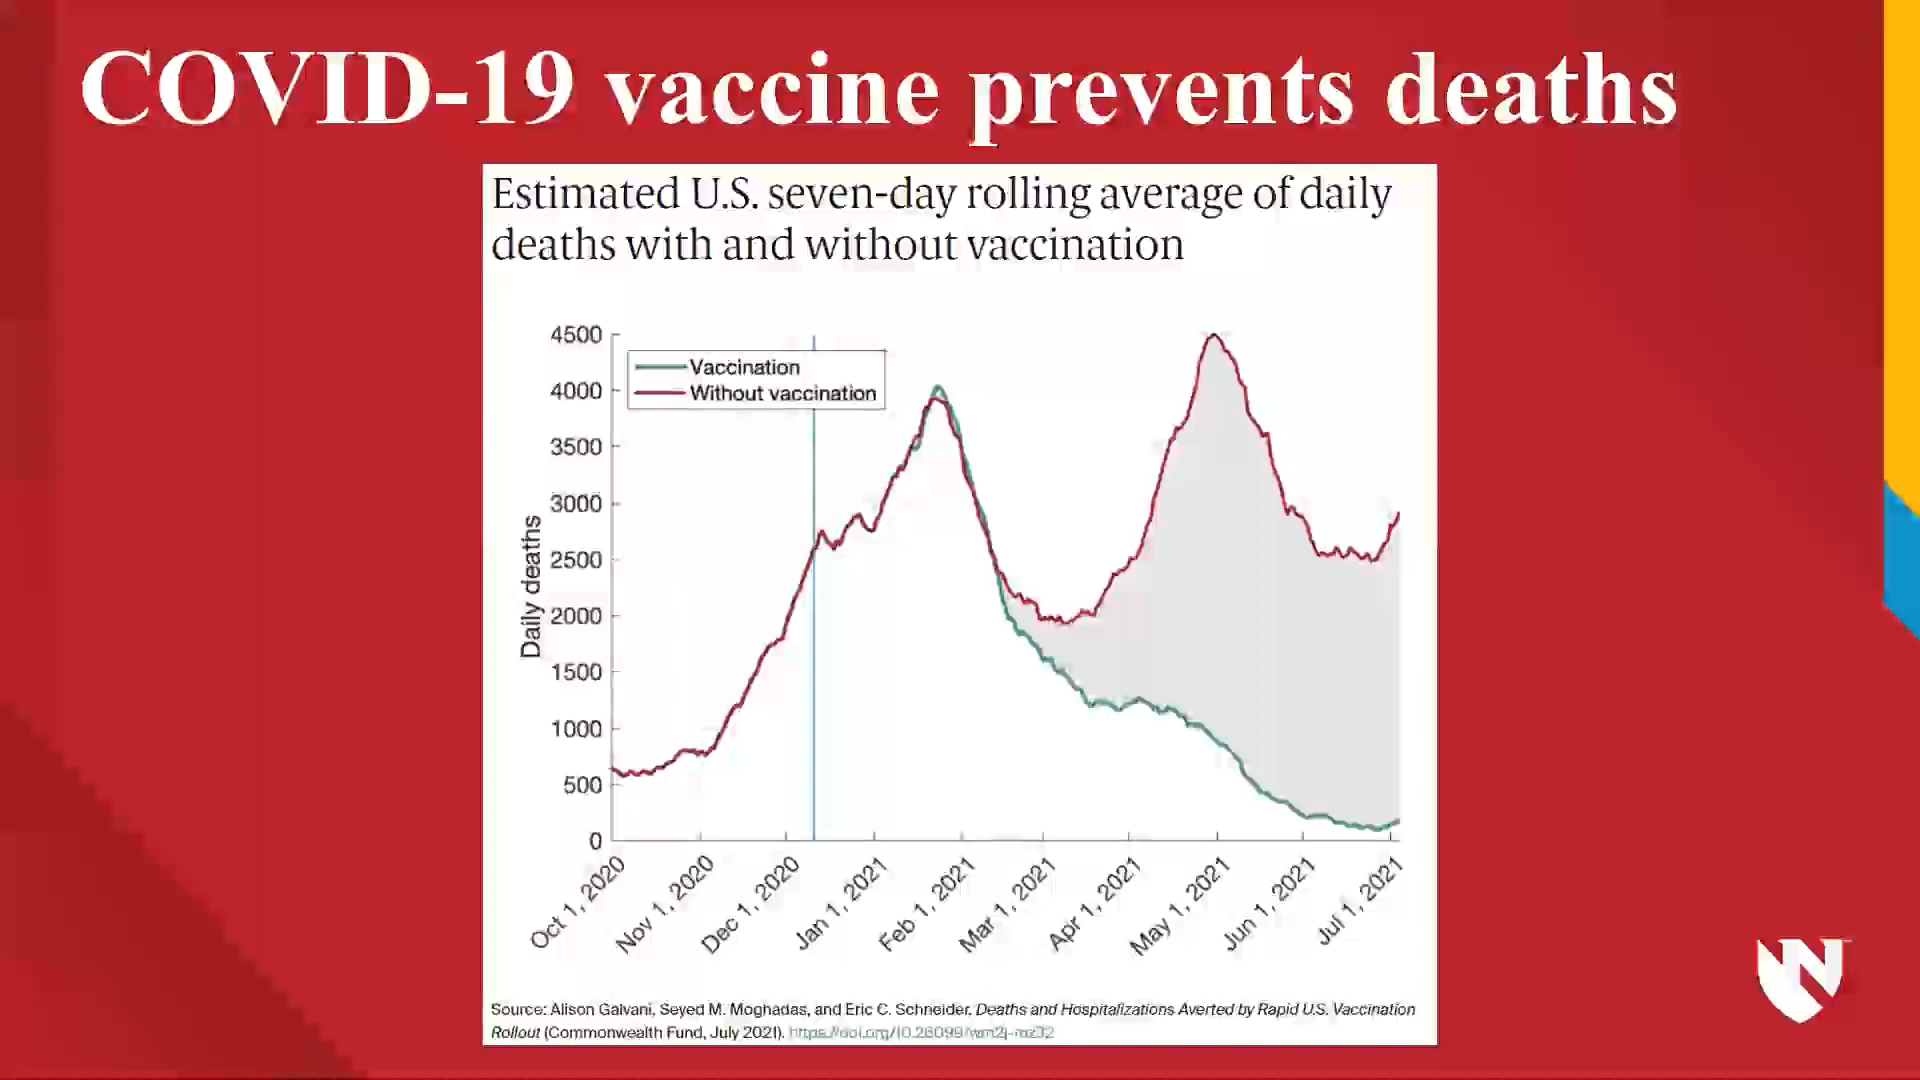 COVID-19 vaccine prevents deaths
Estimated U.S. seven-day rolling average of daily
deaths with and without vaccination
4500
4000
3500
3000
2500
2000
1500
1000
500
0
Daily deaths
Vaccination
Without vaccination
Oct 1, 2020
Nov 1, 2020
Dec 1, 2020
Jan 1, 2021
Feb 1, 2021
Mar 1, 2021
Apr 1, 2021
May 1, 2021
Jun 1, 2021
Jul 1, 2021
Source: Alison Galvani, Seyed M. Moghadas, and Eric C. Schneider, Deaths and Hospitalizations Averted by Rapid U.S. Vaccination
Rollout (Commonwealth Fund, July 2021).
N